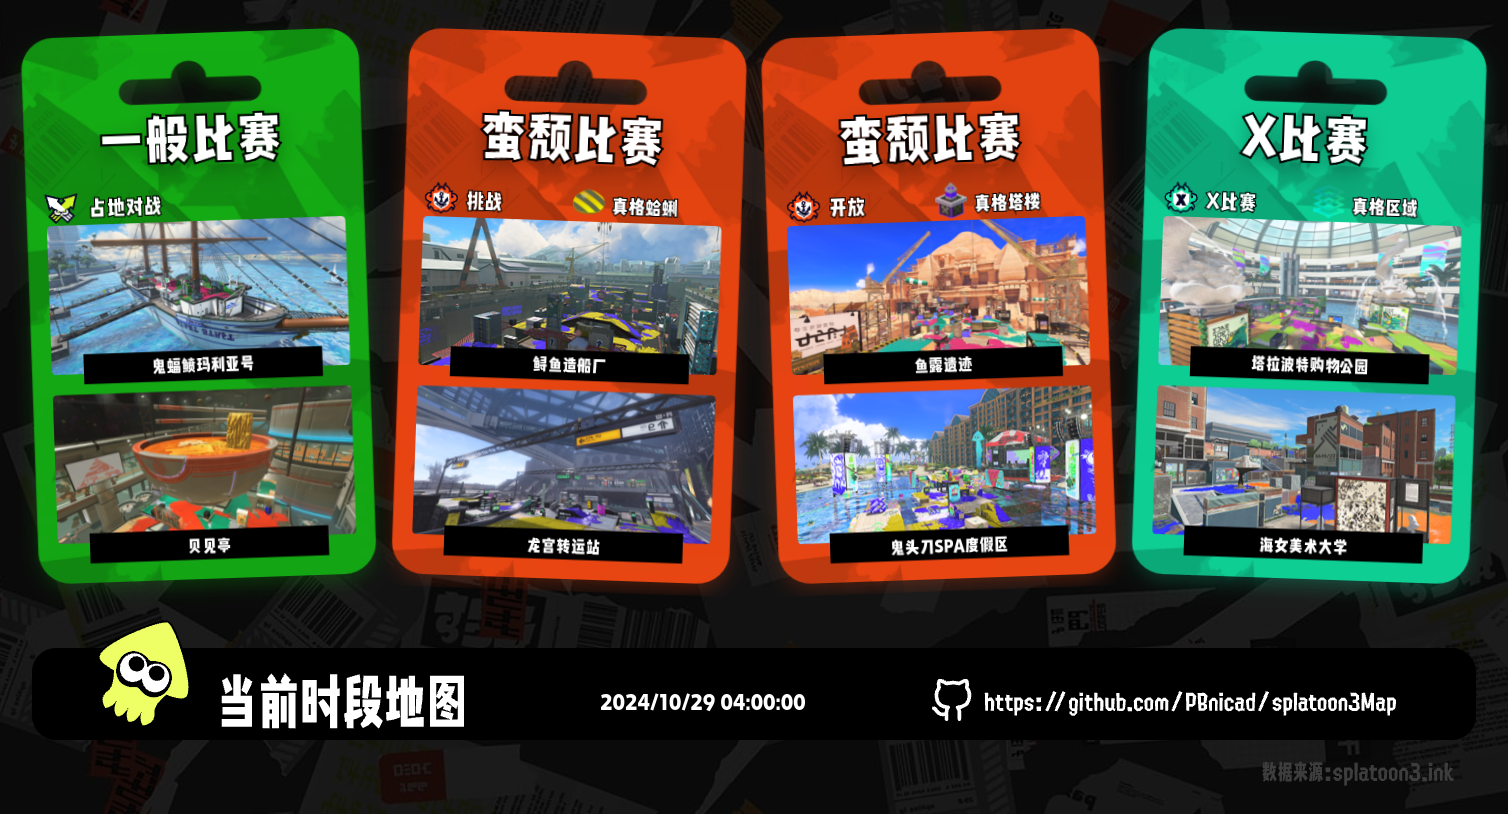 一般比赛
占地对战
鬼蝠鲼玛利亚号
贝见亭
蛮颓比赛
挑战
真格蛤蜊
鲟鱼造船厂
龙宫转运站
蛮颓比赛
开放
真格塔楼
鱼露遗迹
鬼头刀SPA度假区
X比赛
X比赛
真格区域
塔拉波特购物公园
海女美术大学
当前时段地图
2024/10/29 04:00:00
https://github.com/PBnicad/splatoon3Map
数据来源:splatoon3.ink